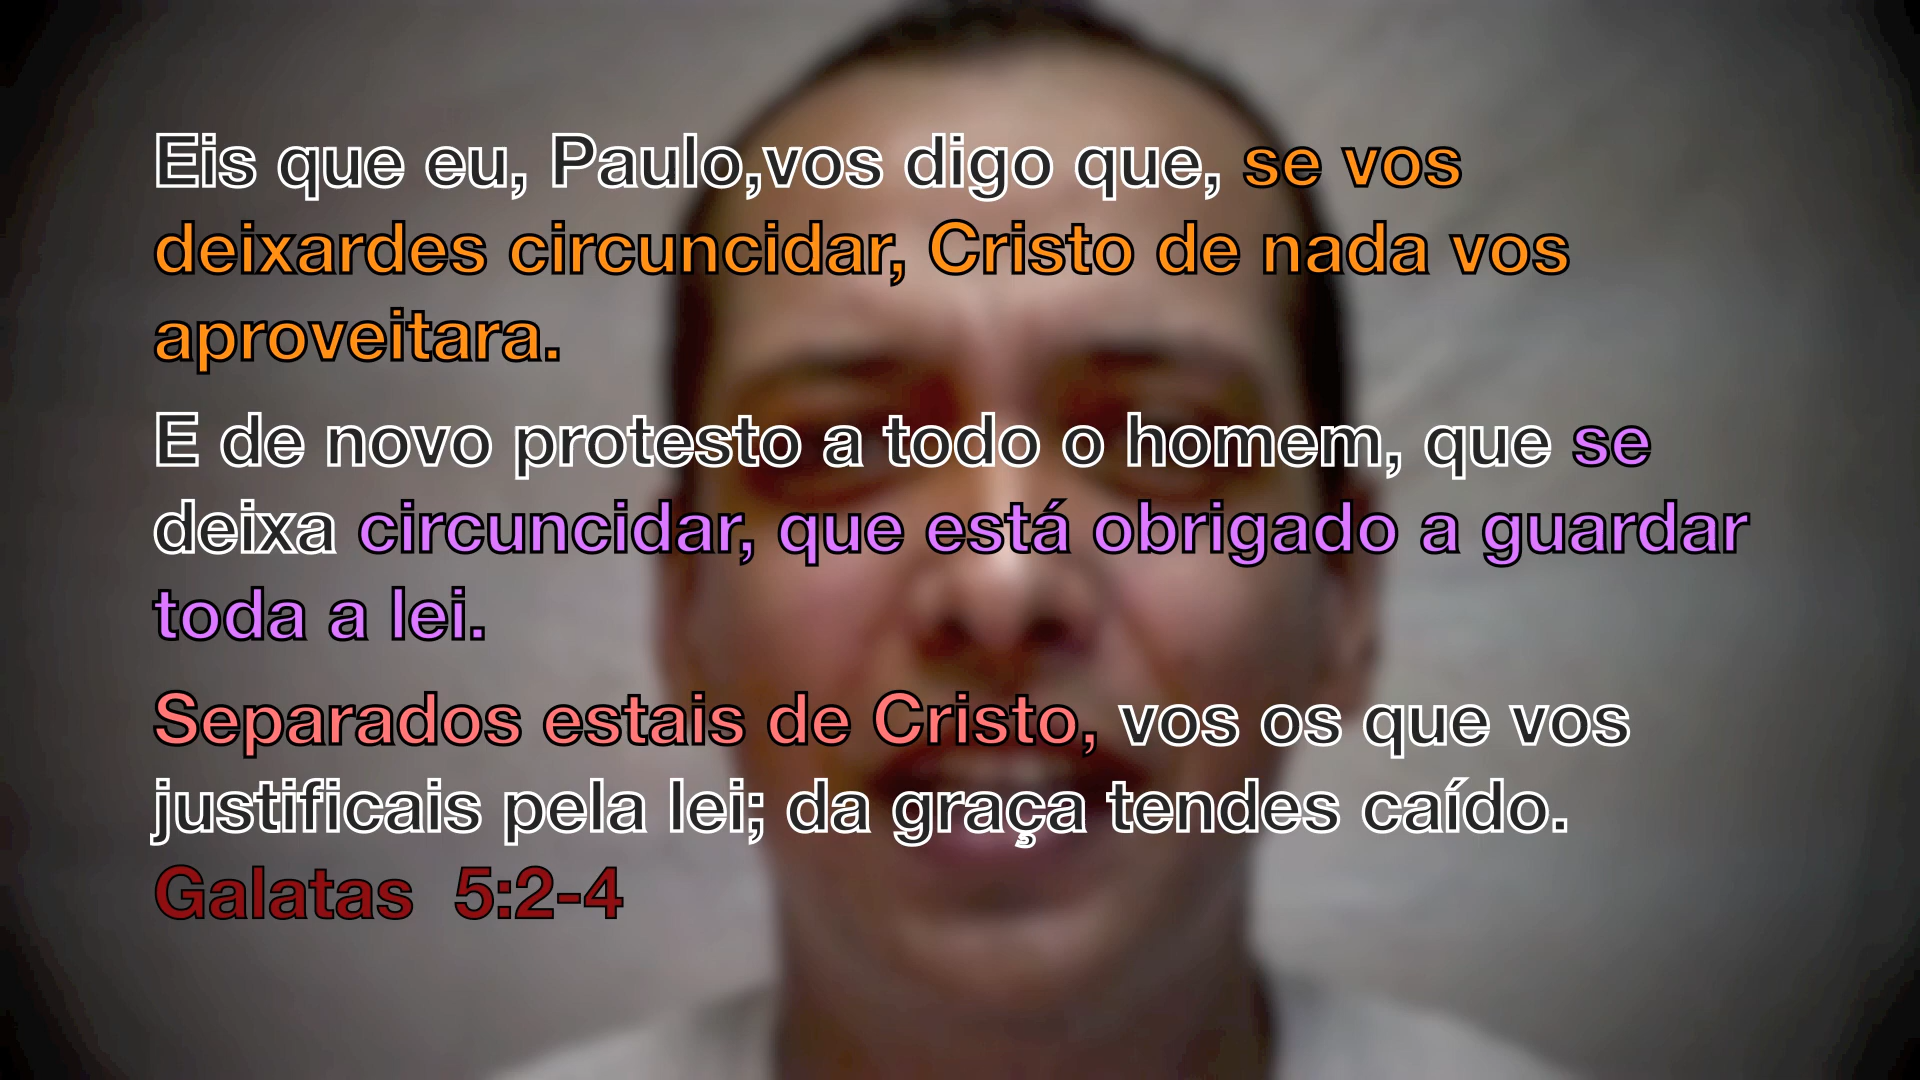 Eis que eu, Paulo,vos digo que, se vos
deixardes circuncidar, Cristo de nada vos
aproveitara.
E de novo protesto a todo o homem, que se
deixa circuncidar, que está obrigado a guardar
toda a lei.
Separados estais de Cristo, vos os que vos
justificais pela lei; da graça tendes caído.
Galatas  5:2-4